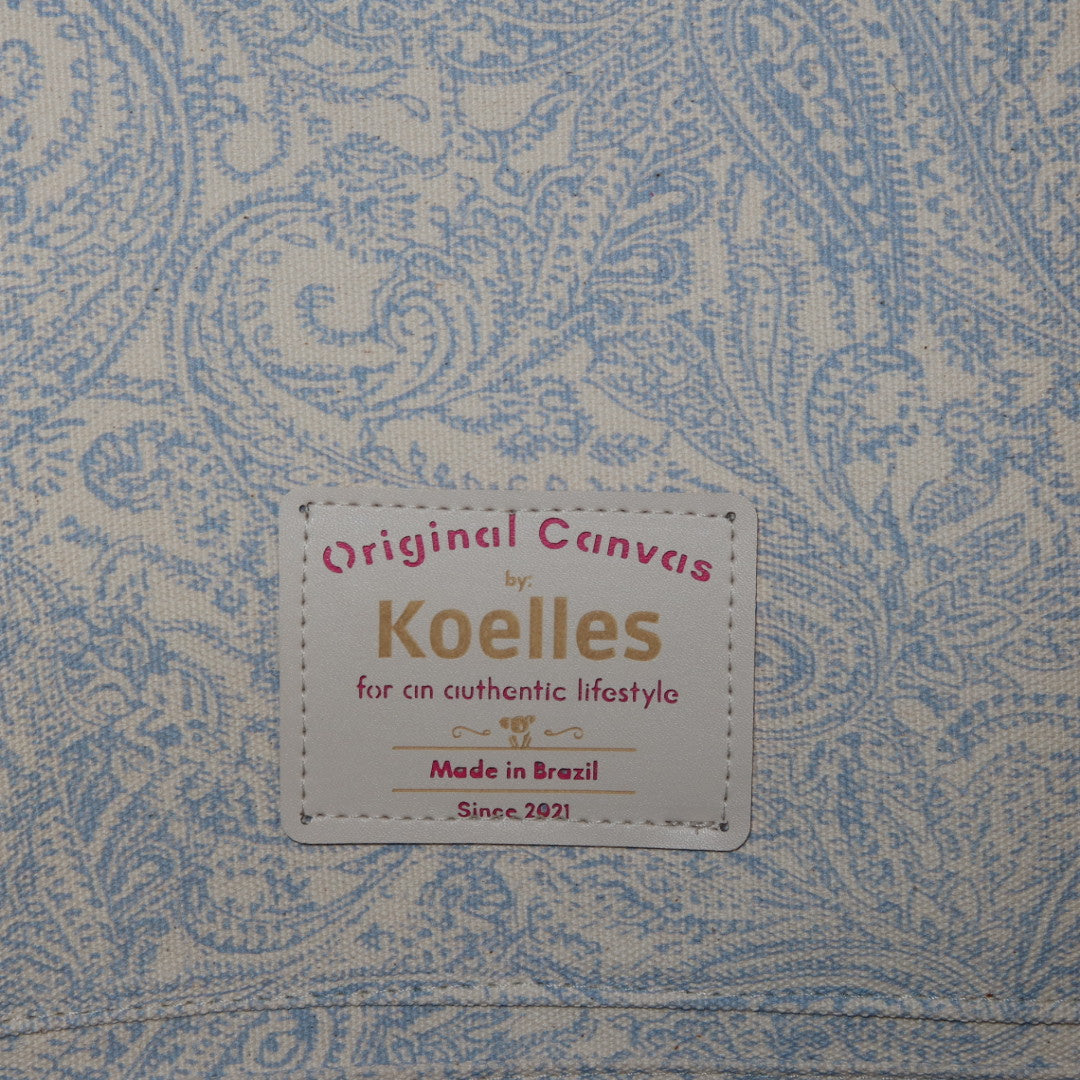 Original Canvas
by:
Koelles
for an authentic lifestyle
Made in Brazil
Since 2021